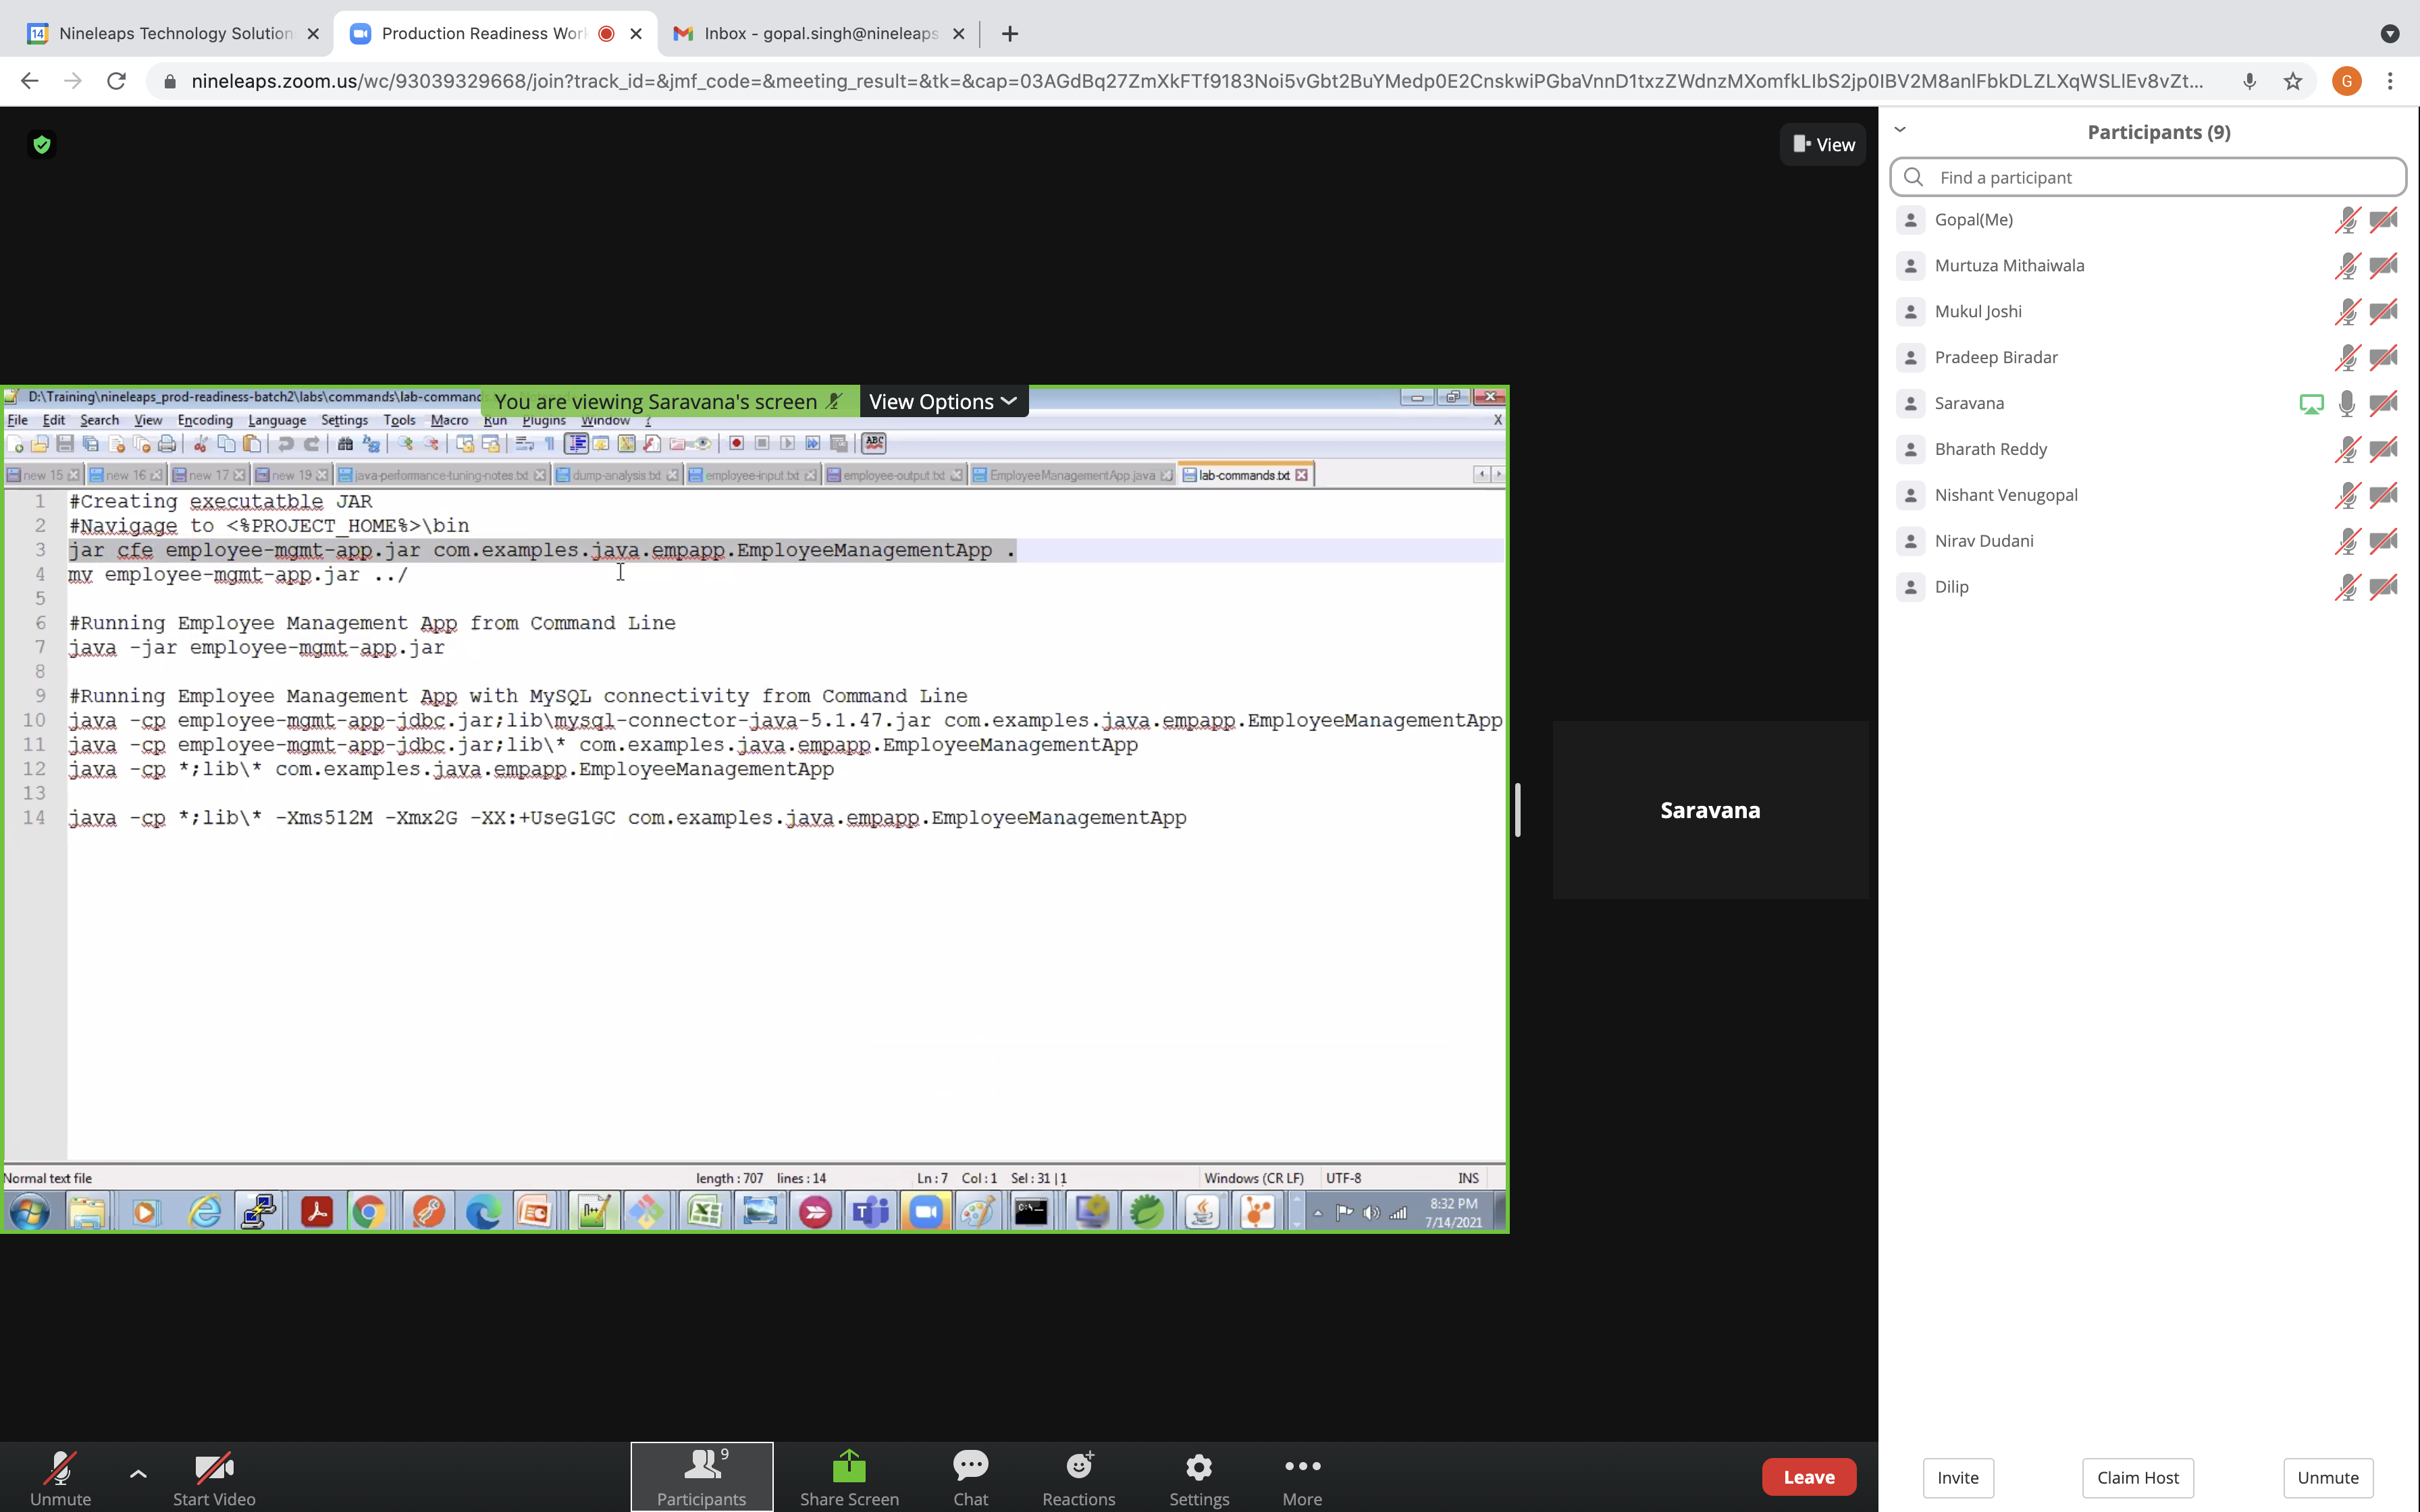 Nineleaps Technology Solution
Production Readiness Wor
Inbox - gopal.singh@nineleaps
nineleaps.zoom.us/wc/93039329668/join?track_id=&jmf_code=&meeting_result=&tk=&cap=03AGdBq27ZmXkFTf9183Noi5vGbt2BuYMedp0E2CnskwiPGbaVnnD1txzZWdnzMXomfkLIbS2jp0IBV2M8anlFbkDLZLXqWSLlEv8vZt...
G
View
D:\Training\nineleaps_prod-readiness-batch2\labs\commands\lab-command
You are viewing Saravana's screen
View Options
File Edit Search View Encoding Language Settings Tools Macro Run Plugins Window ?
X
ABC
new 15 new 16 new 17 new 19 java-performance-tuning-notes.txt dump-analysis.txt employee-input.txt employee-output.txt EmployeeManagementApp.java lab-commands.txt
1 #Creating executatble JAR
2 #Navigage to <%PROJECT_HOME%>\bin
3 jar cfe employee-mgmt-app.jar com.examples.java.empapp.EmployeeManagementApp .
4 mv employee-mgmt-app.jar ../
5
6 #Running Employee Management App from Command Line
7 java -jar employee-mgmt-app.jar
8
9 #Running Employee Management App with MySQL connectivity from Command Line
10 java -cp employee-mgmt-app-jdbc.jar;lib\mysql-connector-java-5.1.47.jar com.examples.java.empapp.EmployeeManagementApp
11 java -cp employee-mgmt-app-jdbc.jar;lib\* com.examples.java.empapp.EmployeeManagementApp
12 java -cp *;lib\* com.examples.java.empapp.EmployeeManagementApp
13
14 java -cp *;lib\* -Xms512M -Xmx2G -XX:+UseG1GC com.examples.java.empapp.EmployeeManagementApp
Normal text file
length : 707 lines : 14
Ln : 7 Col : 1 Sel : 31 | 1
Windows (CR LF)
UTF-8
INS
8:32 PM
7/14/2021
Saravana
Participants (9)
Find a participant
Gopal(Me)
Murtuza Mithaiwala
Mukul Joshi
Pradeep Biradar
Saravana
Bharath Reddy
Nishant Venugopal
Nirav Dudani
Dilip
Unmute
Start Video
9
Participants
Share Screen
Chat
Reactions
Settings
More
Leave
Invite
Claim Host
Unmute